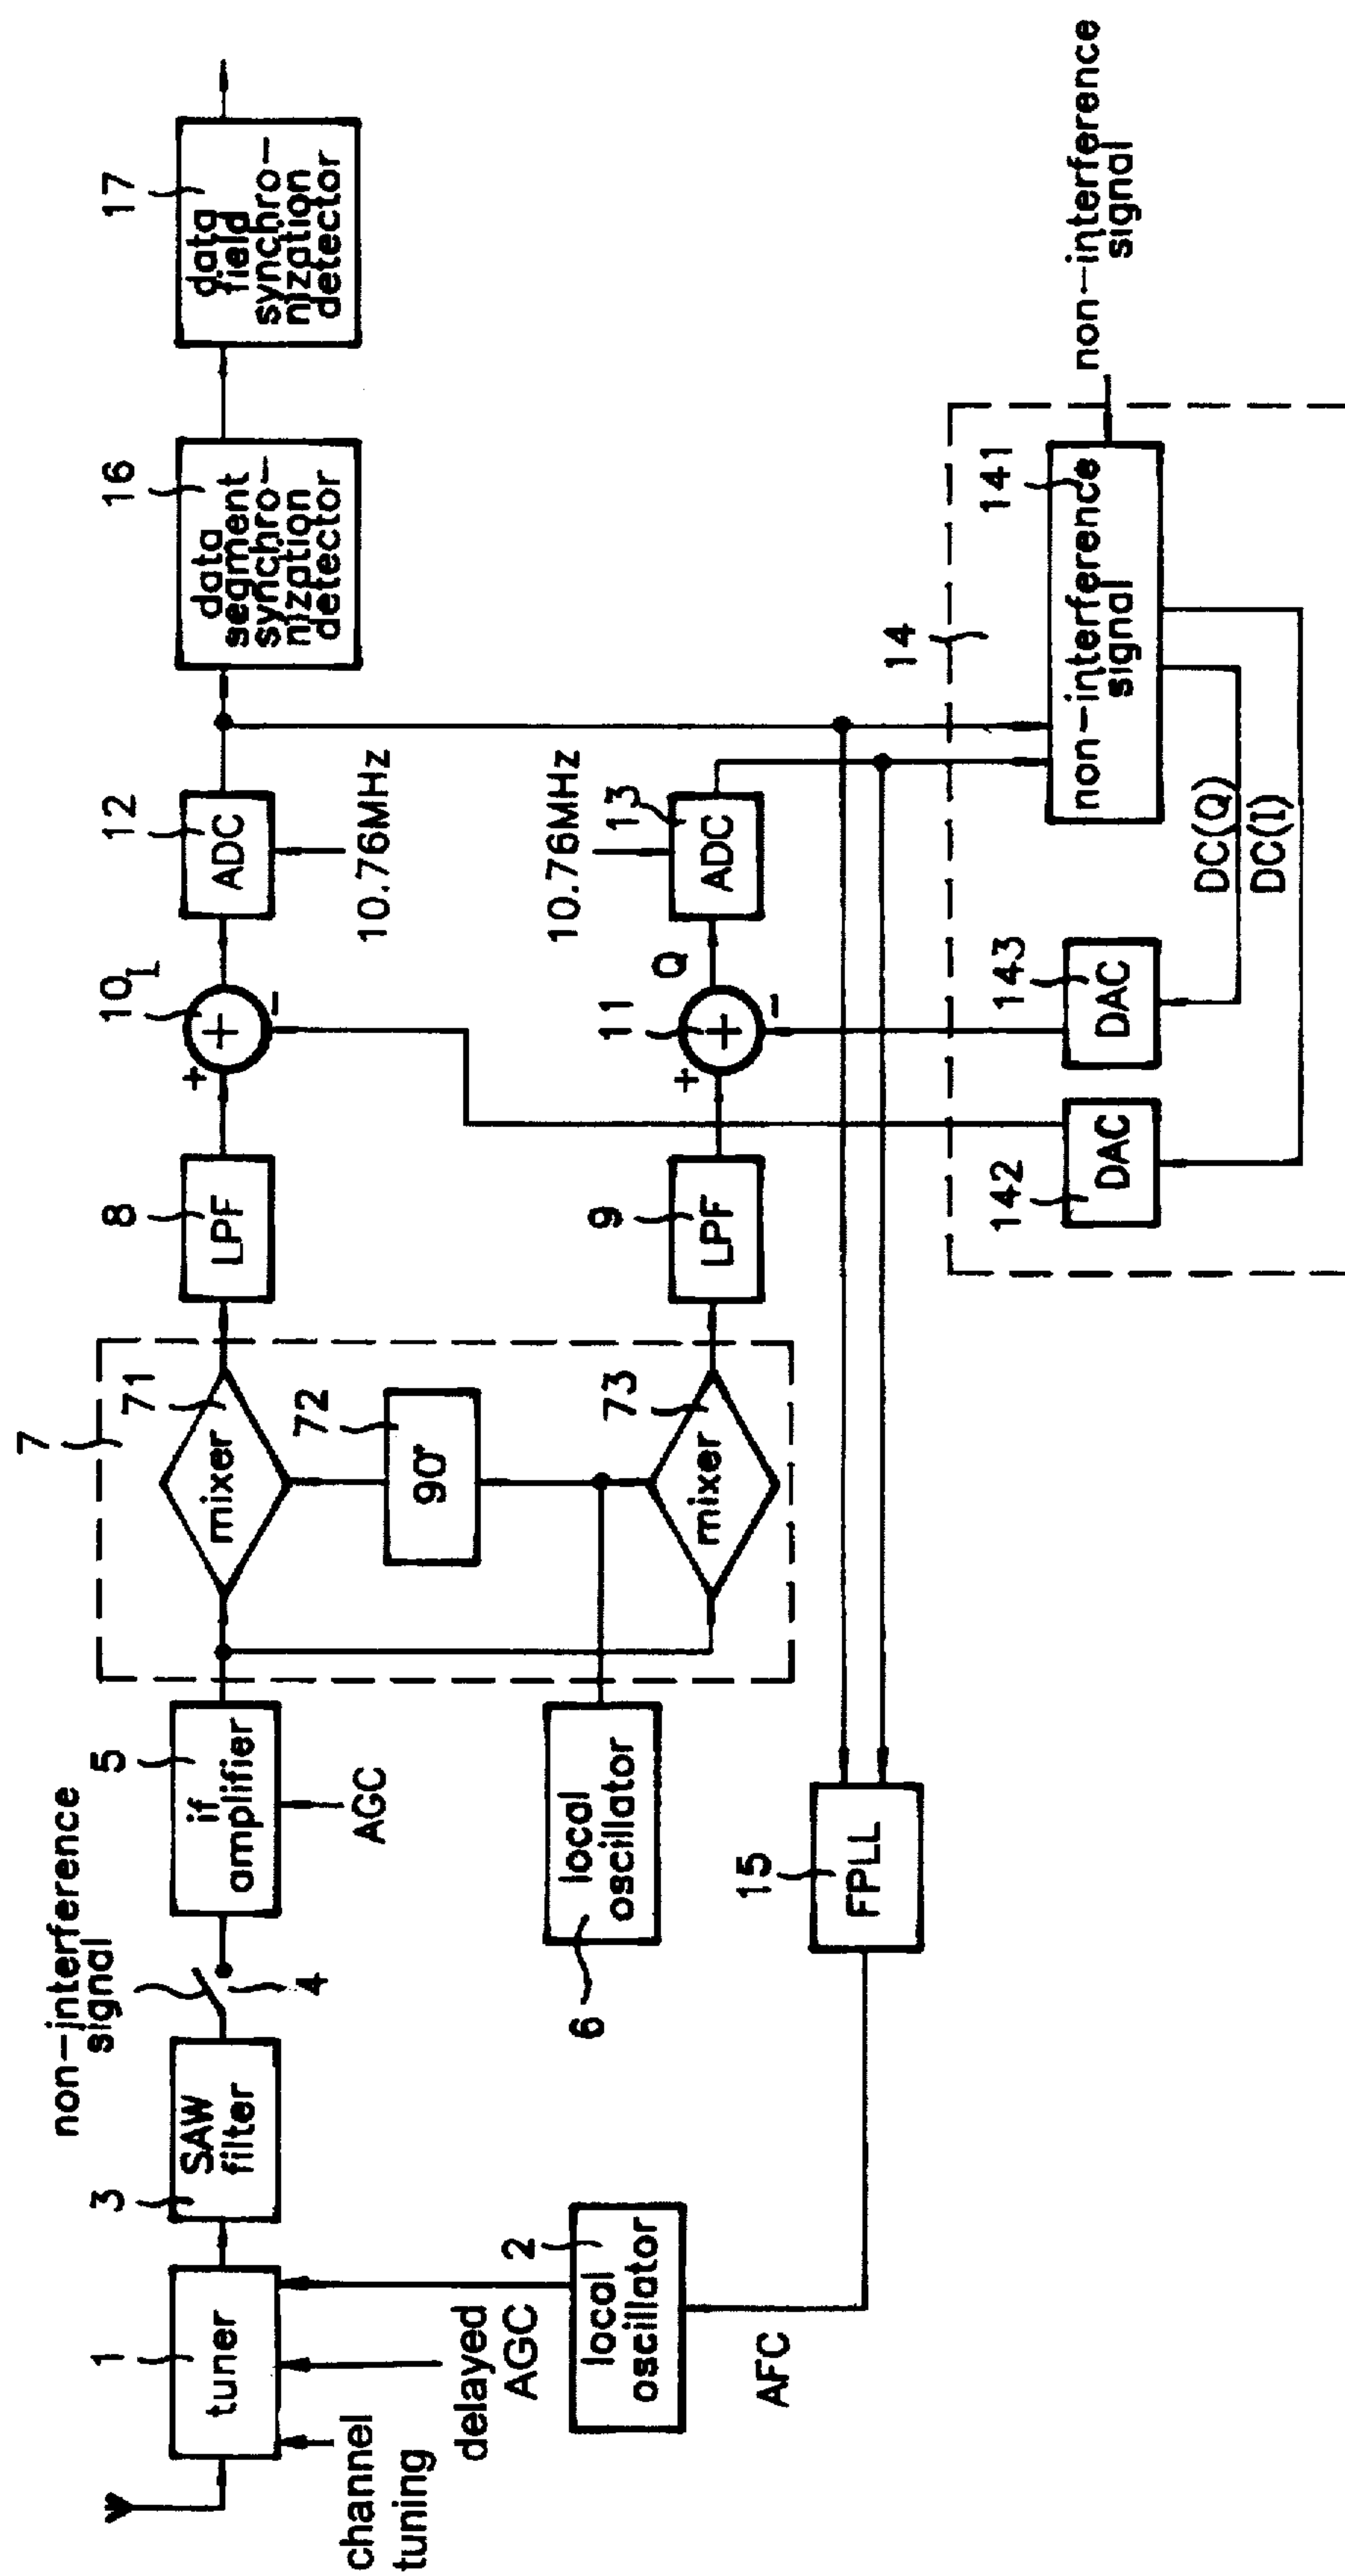 channel
tuning
1
tuner
delayed
AGC
2
local
oscillator
AFC
3
SAW
filter
non-interference
signal
4
5
if
amplifier
AGC
6
local
oscillator
15
FPLL
7
71
mixer
72
90°
73
mixer
8
LPF
9
LPF
10
I
+
+
-
11
Q
+
+
-
12
ADC
10.76MHz
10.76MHz
13
ADC
142
DAC
143
DAC
DC(Q)
DC(I)
14
141
non-interference
signal
non-interference
signal
16
data
segment
synchro-
nization
detector
17
data
field
synchro-
nization
detector